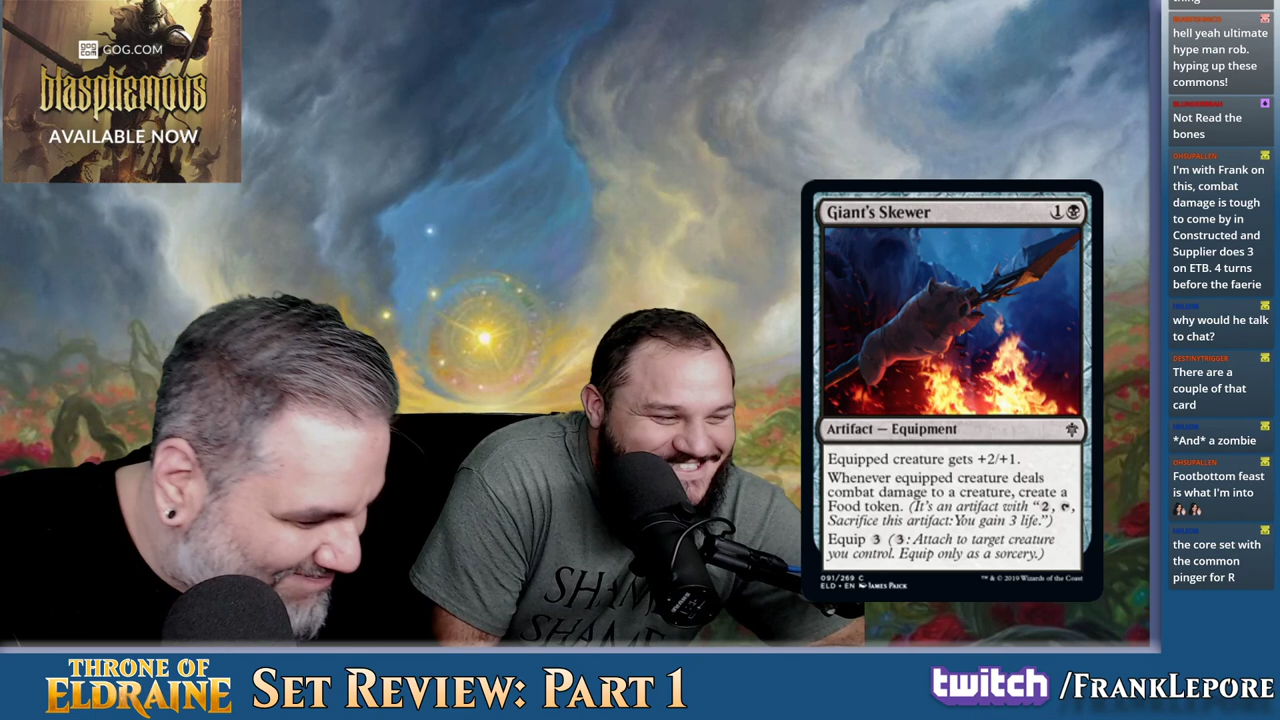 GOG.COM
blasphemous
AVAILABLE NOW
Giant's Skewer
1
Artifact — Equipment
Equipped creature gets +2/+1.
Whenever equipped creature deals
combat damage to a creature, create a
Food token. (It's an artifact with “2, ,
Sacrifice this artifact:You gain 3 life.”)
Equip 3 (3: Attach to target creature
you control. Equip only as a sorcery.)
091/269 C
ELD • EN JAMES PAICK
™ & © 2019 Wizards of the Coast
SHAME
SHAME
thing
hell yeah ultimate
hype man rob.
hyping up these
commons!
Not Read the
bones
OHSUPALLEN
I'm with Frank on
this, combat
damage is tough
to come by in
Constructed and
Supplier does 3
on ETB. 4 turns
before the faerie
why would he talk
to chat?
DESTINYTRIGGER
There are a
couple of that
card
*And* a zombie
OHSUPALLEN
Footbottom feast
is what I'm into
the core set with
the common
pinger for R
THRONE OF
ELDRAINE
SET REVIEW: PART 1
twitch /FRANKLEPORE